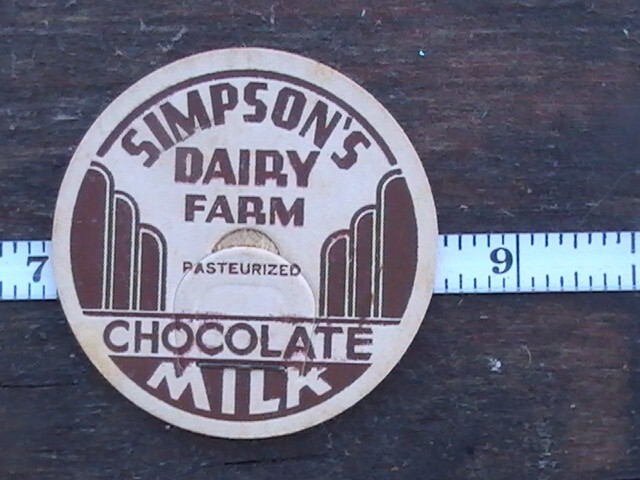 SIMPSON'S
DAIRY
FARM
PASTEURIZED
7 9
CHOCOLATE
MILK